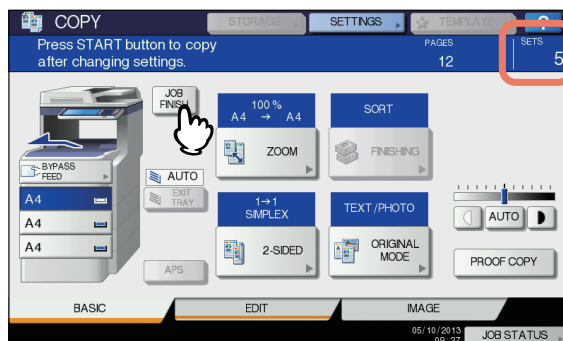 COPY
STORAGE
SETTINGS
TEMPLATE
?
Press START button to copy
after changing settings.
PAGES
12
SETS
5
JOB
FINISH
100 %
A4 → A4
ZOOM
SORT
FINISHING
BYPASS
FEED
AUTO
EXIT
TRAY
A4
A4
A4
1→1
SIMPLEX
2-SIDED
TEXT/PHOTO
ORIGINAL
MODE
AUTO
APS
PROOF COPY
BASIC
EDIT
IMAGE
05/10/2013
09:27
JOB STATUS